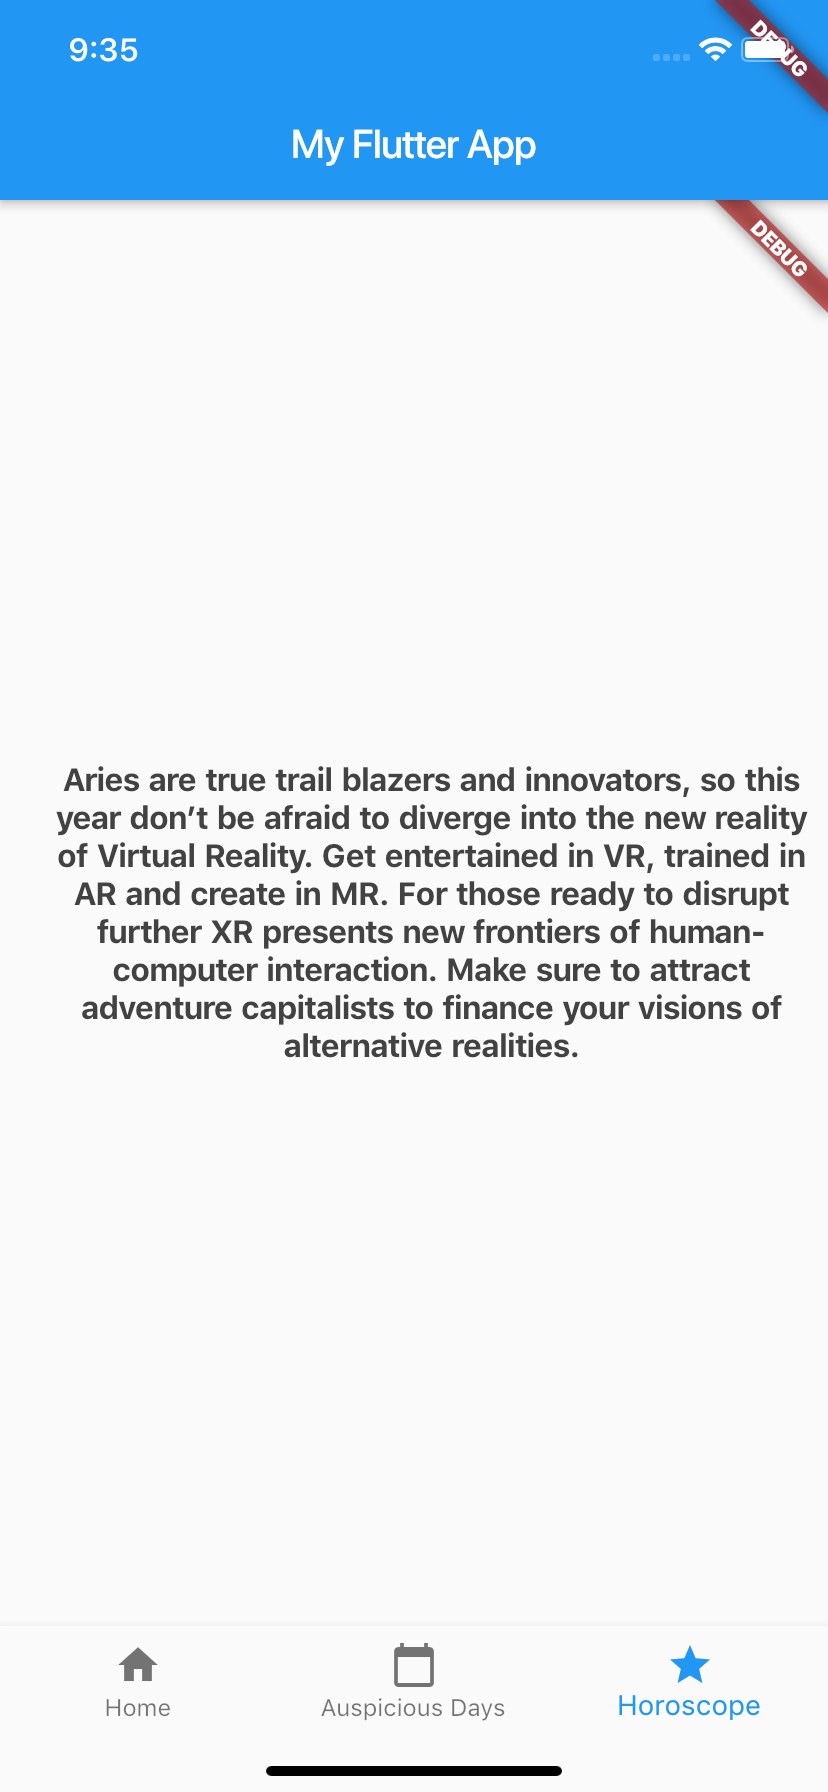 9:35
DEBUG
My Flutter App
DEBUG
Aries are true trail blazers and innovators, so this
year don’t be afraid to diverge into the new reality
of Virtual Reality. Get entertained in VR, trained in
AR and create in MR. For those ready to disrupt
further XR presents new frontiers of human-
computer interaction. Make sure to attract
adventure capitalists to finance your visions of
alternative realities.
Home
Auspicious Days
Horoscope